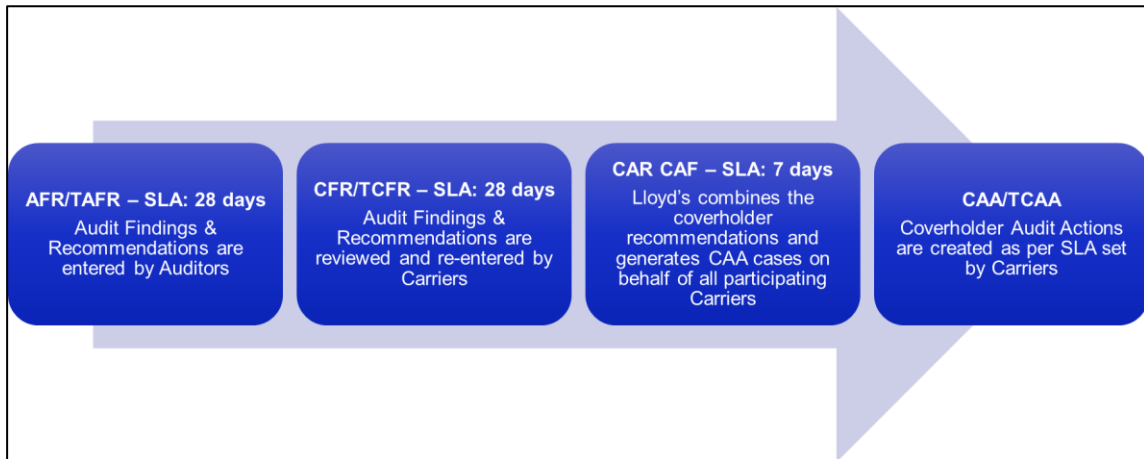 AFR/TAFR – SLA: 28 days
Audit Findings &
Recommendations are
entered by Auditors
CFR/TCFR – SLA: 28 days
Audit Findings &
Recommendations are
reviewed and re-entered by
Carriers
CAR CAF – SLA: 7 days
Lloyd's combines the
coverholder
recommendations and
generates CAA cases on
behalf of all participating
Carriers
CAA/TCAA
Coverholder Audit Actions
are created as per SLA set
by Carriers